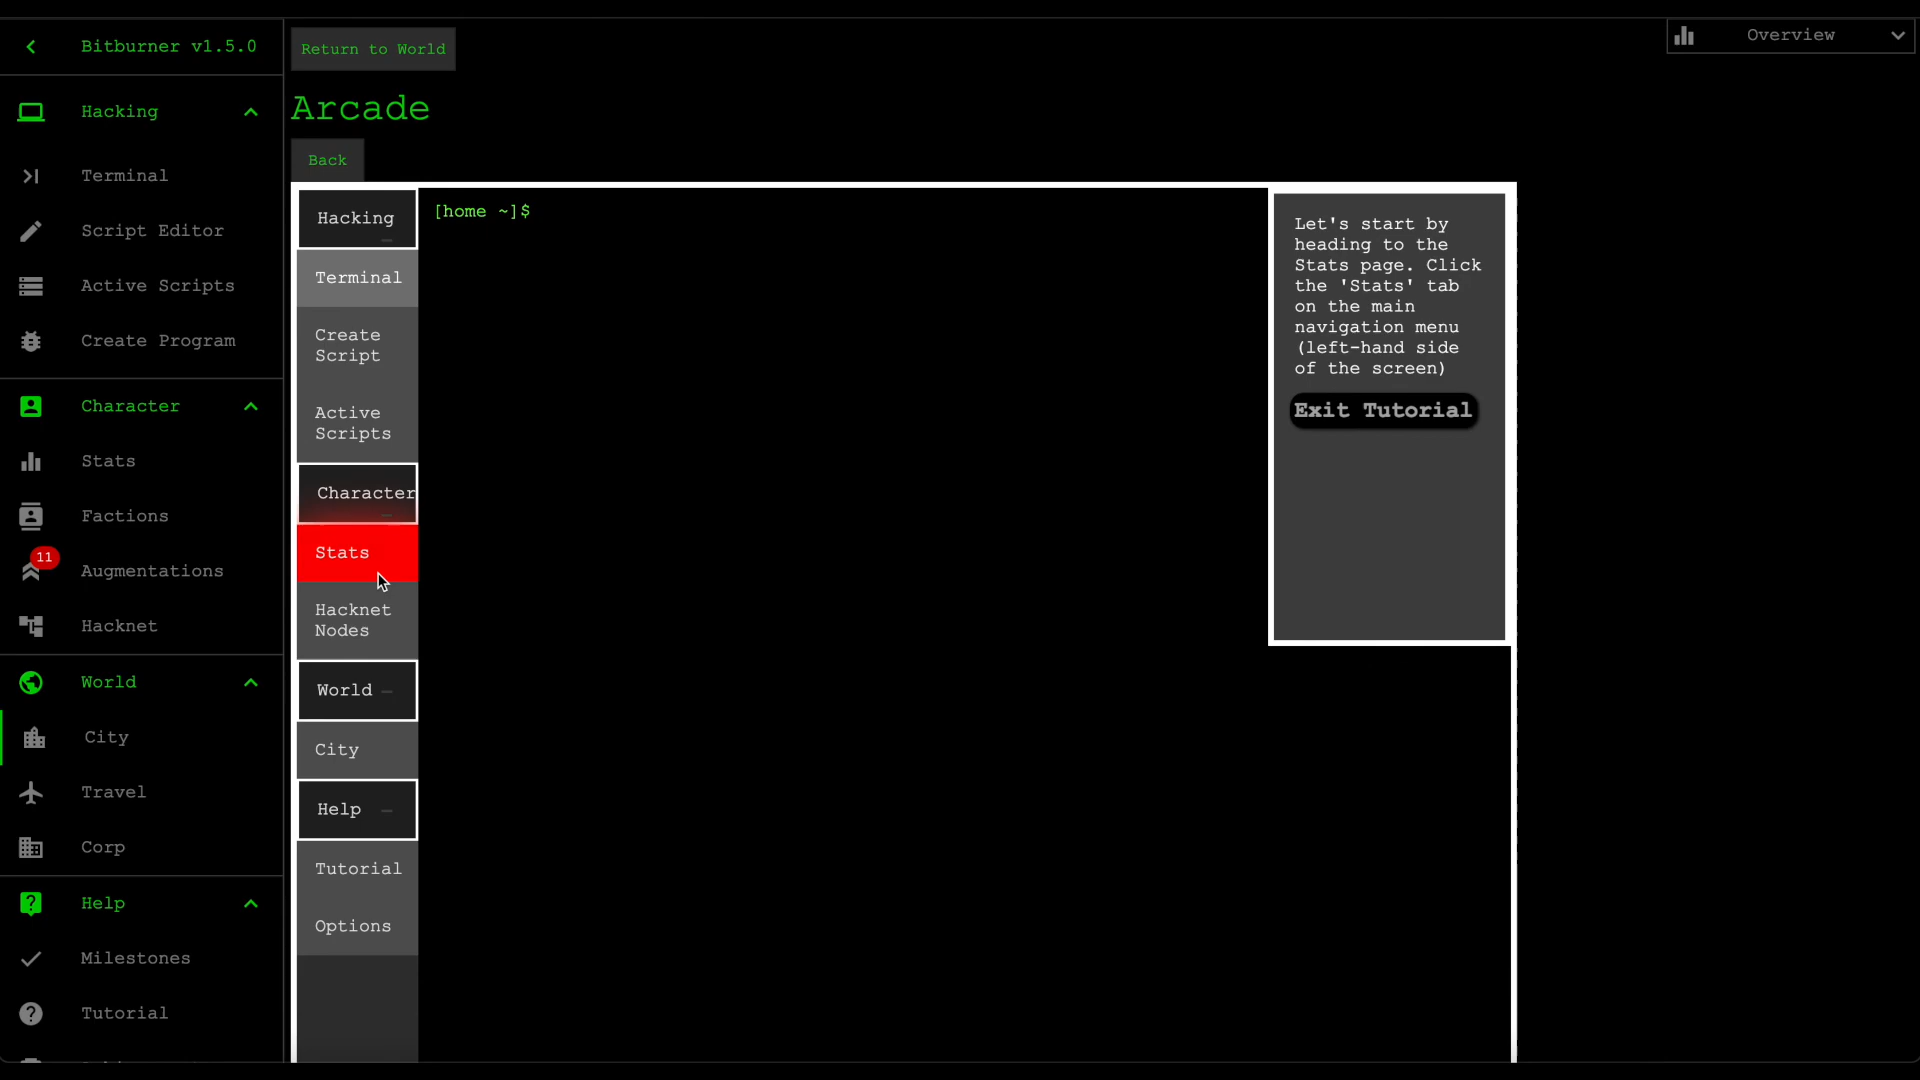 Bitburner v1.5.0
Hacking
Terminal
Script Editor
Active Scripts
Create Program
Character
Stats
Factions
11
Augmentations
Hacknet
World
City
Travel
Corp
Help
Milestones
Tutorial
Return to World
Arcade
Back
Hacking
Terminal
Create
Script
Active
Scripts
Character
Stats
Hacknet
Nodes
World
City
Help
Tutorial
Options
[home ~]$
Let's start by
heading to the
Stats page. Click
the 'Stats' tab
on the main
navigation menu
(left-hand side
of the screen)
Exit Tutorial
Overview